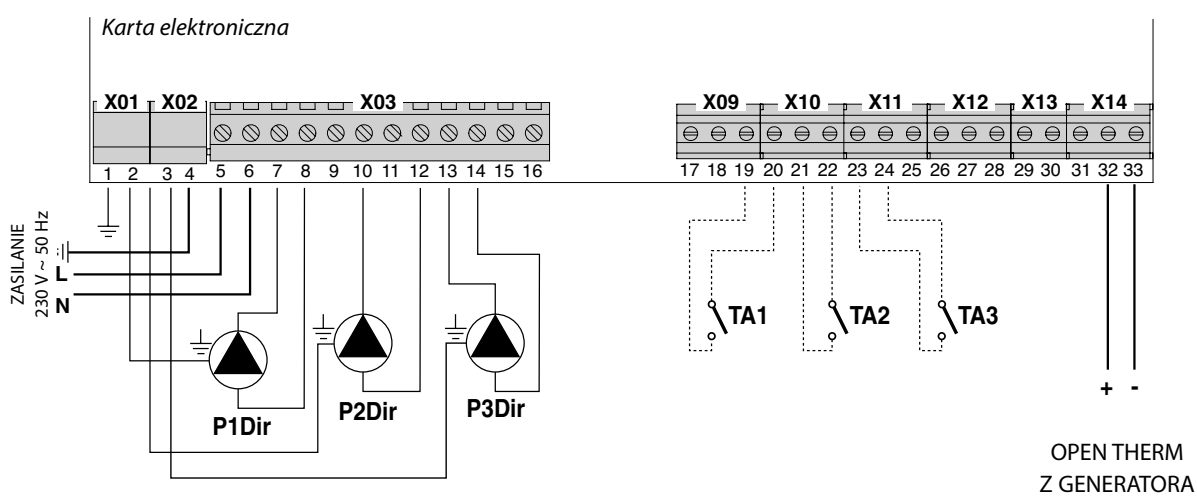 Karta elektroniczna
X01 X02 X03 X09 X10 X11 X12 X13 X14
1 2 3 4 5 6 7 8 9 10 11 12 13 14 15 16 17 18 19 20 21 22 23 24 25 26 27 28 29 30 31 32 33
ZASILANIE
230 V ~ 50 Hz
L
N
TA1 TA2 TA3
P1Dir P2Dir P3Dir
+ -
OPEN THERM
Z GENERATORA